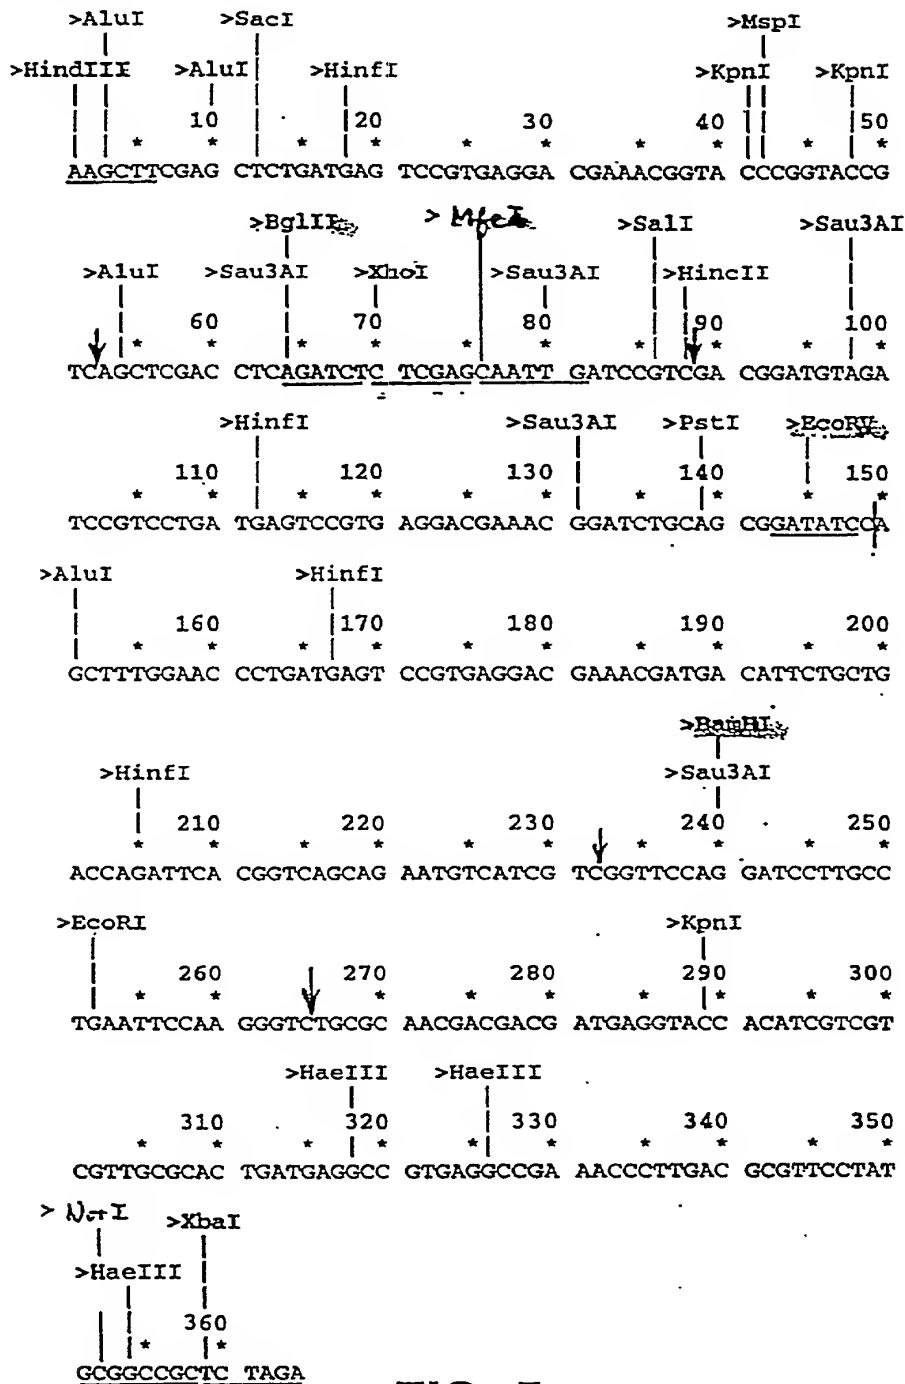 >AluI >SacI >MspI
>HindIII >AluI >HinfI >KpnI >KpnI
10 20 30 40 50
* * * * * * * * * *
AAGCTTCGAG CTCTGATGAG TCCGTGAGGA CGAAACGGTA CCCGGTACCG
>BglII >MfeI >SalI >Sau3AI
>AluI >Sau3AI >XhoI >Sau3AI >HincII
60 70 80 90 100
* * * * * * * * * *
TCAGCTCGAC CTCAGATCTC TCGAGCAATT GATCCGTCGA CGGATGTAGA
>HinfI >Sau3AI >PstI >EcoRV
110 120 130 140 150
* * * * * * * * * *
TCCGTCCTGA TGAGTCCGTG AGGACGAAAC GGATCTGCAG CGGATATCCA
>AluI >HinfI
160 170 180 190 200
* * * * * * * * * *
GCTTTGGAAC CCTGATGAGT CCGTGAGGAC GAAACGATGA CATTCTGCTG
>BamHI
>HinfI >Sau3AI
210 220 230 240 250
* * * * * * * * * *
ACCAGATTCA CGGTCAGCAG AATGTCATCG TCGGTTCCAG GATCCTTGCC
>EcoRI >KpnI
260 270 280 290 300
* * * * * * * * * *
TGAATTCCAA GGGTCTGCGC AACGACGACG ATGAGGTACC ACATCGTCGT
>HaeIII >HaeIII
310 320 330 340 350
* * * * * * * * * *
CGTTGCGCAC TGATGAGGCC GTGAGGCCGA AACCCTTGAC GCGTTCCTAT
>NotI >XbaI
>HaeIII
360
* *
GCGGCCGCTC TAGA